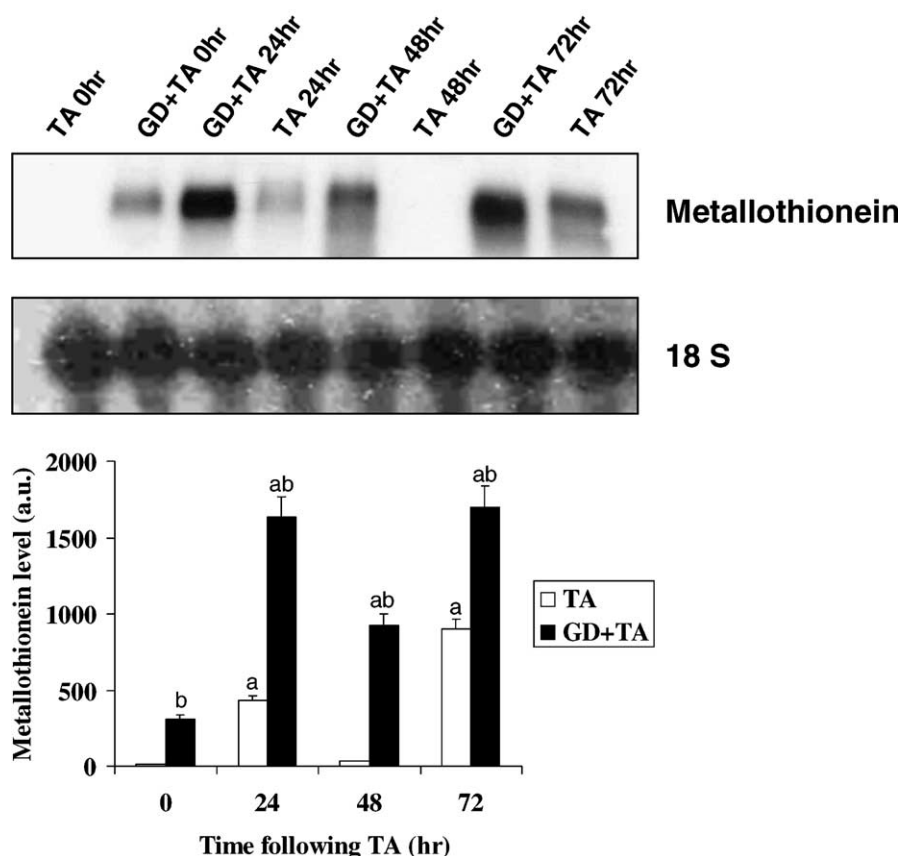 TA 0hr
GD+TA 0hr
GD+TA 24hr
TA 24hr
GD+TA 48hr
TA 48hr
GD+TA 72hr
TA 72hr
Metallothionein
18 S
Metallothionein level (a.u.)
2000
1500
1000
500
0
b
a
ab
ab
a
ab
TA
GD+TA
0
24
48
72
Time following TA (hr)